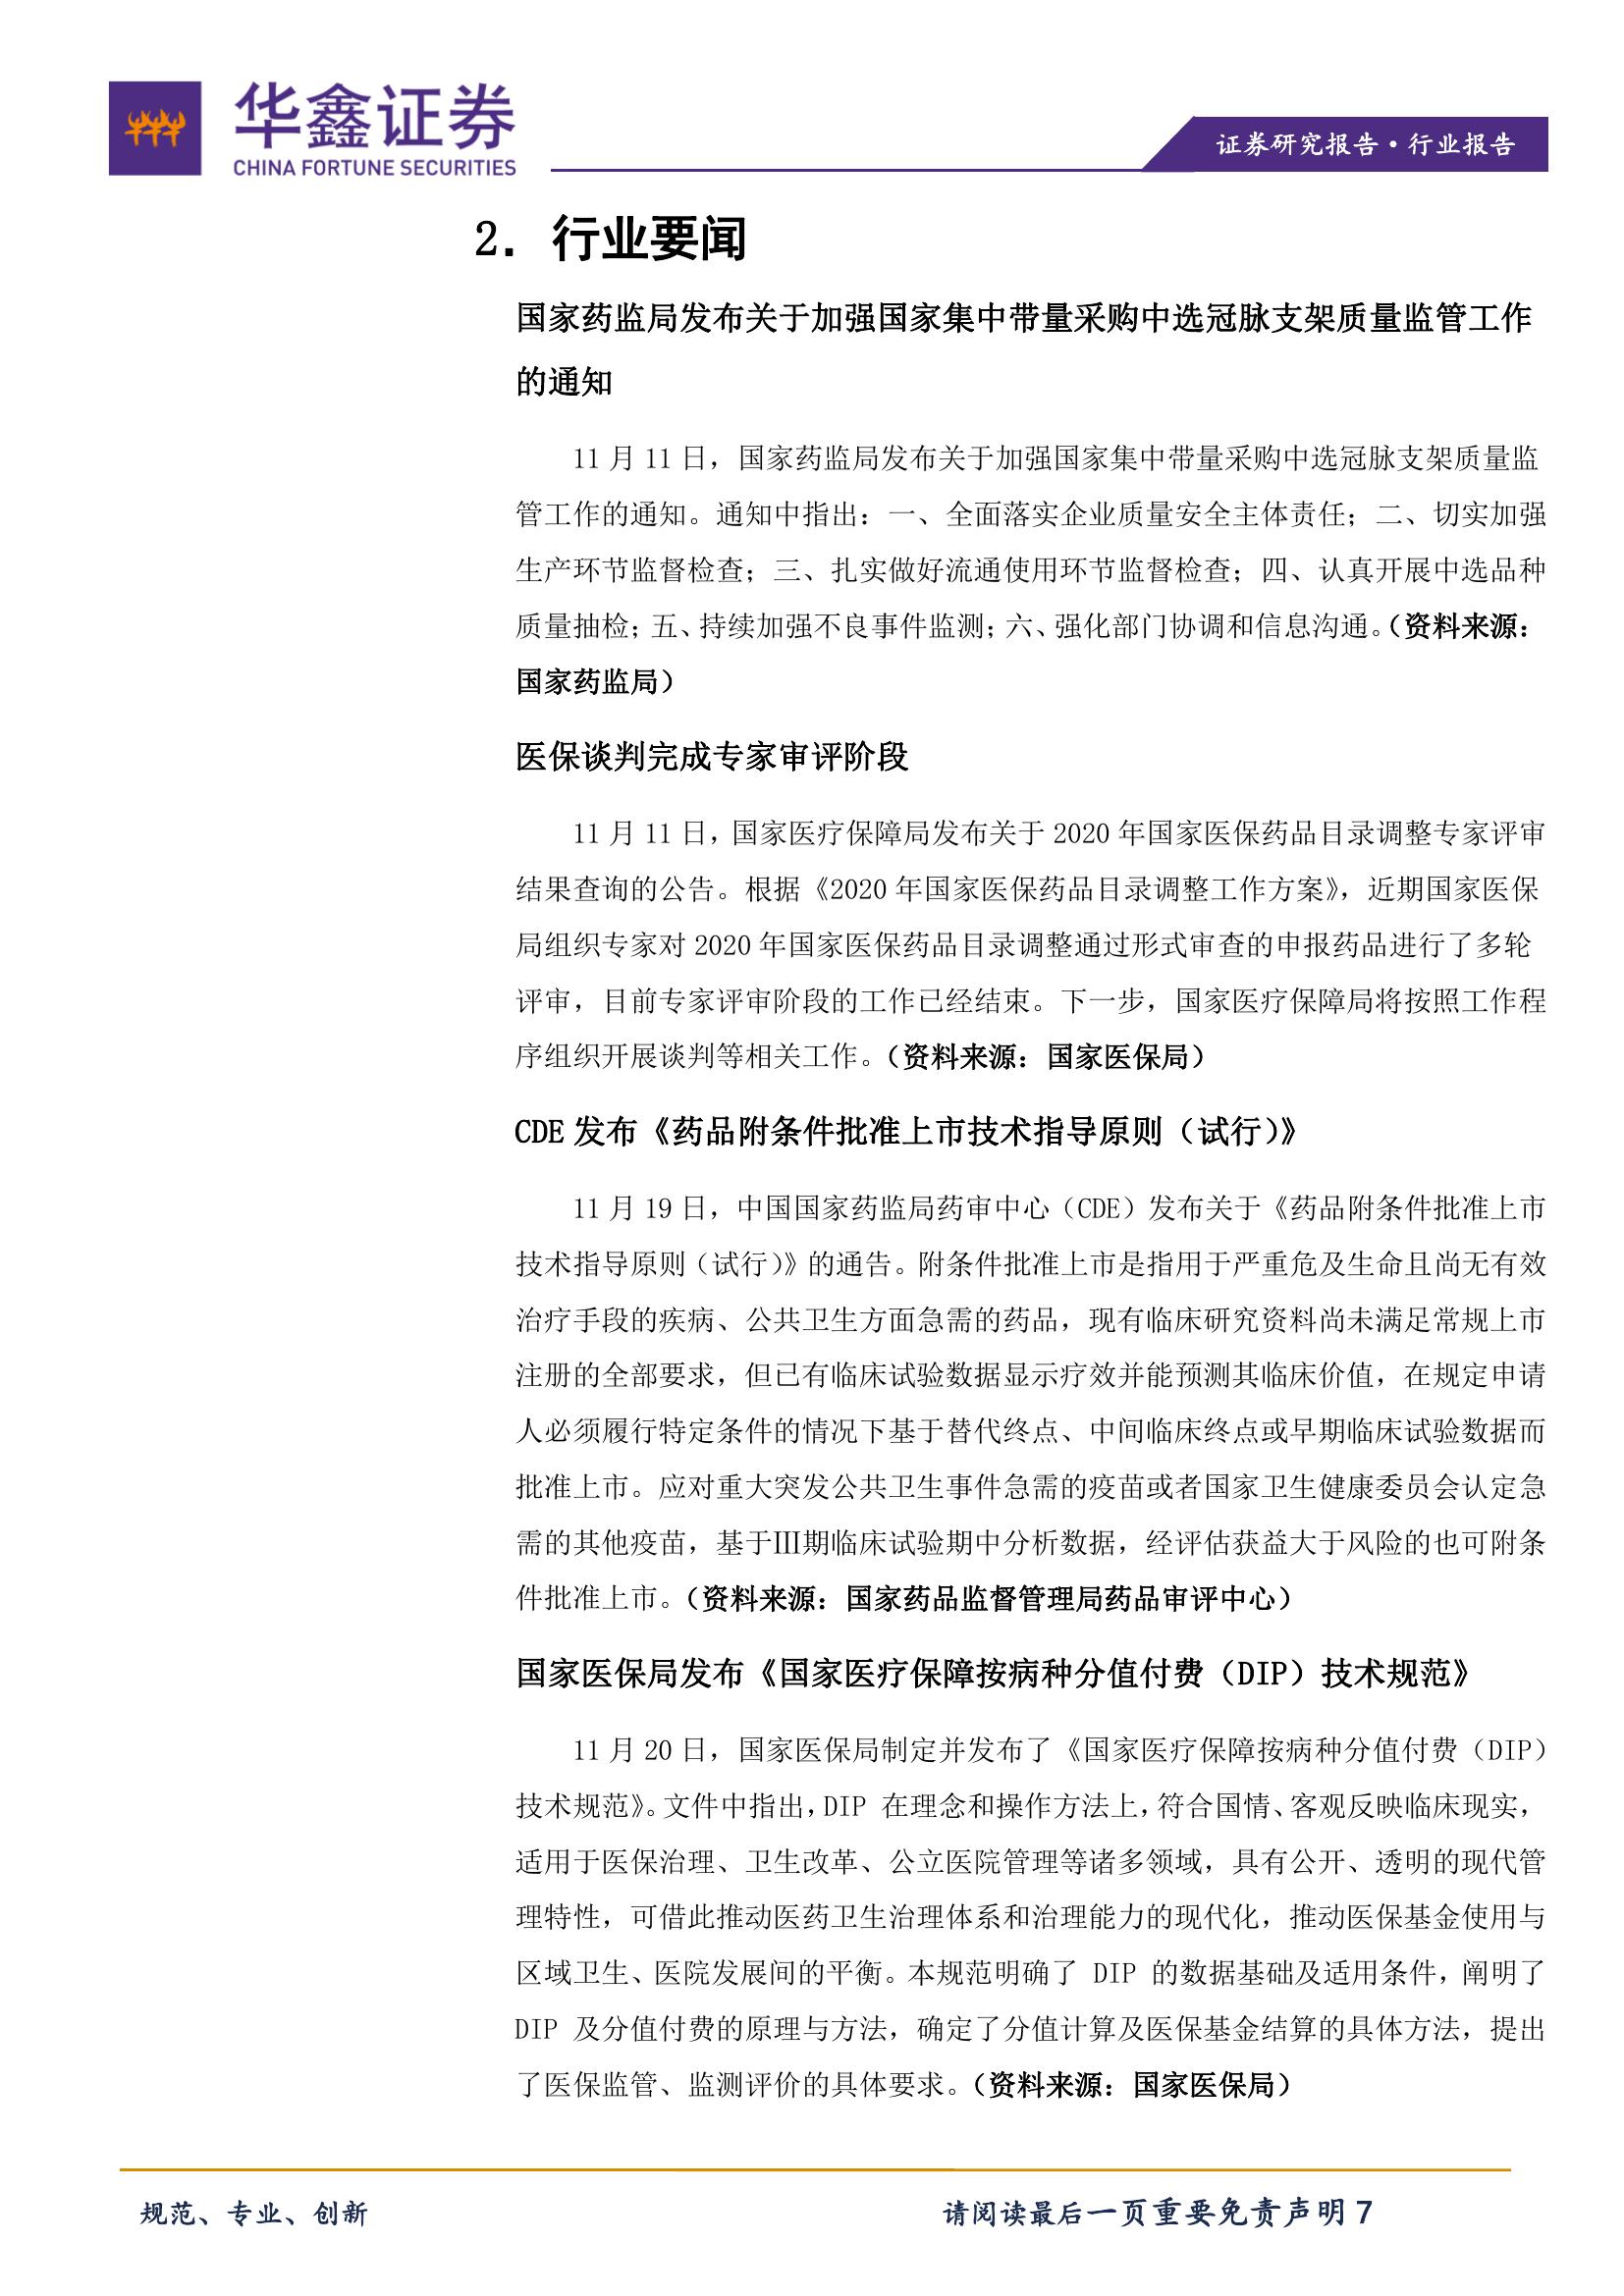 华鑫证券
CHINA FORTUNE SECURITIES
证券研究报告·行业报告
2. 行业要闻
国家药监局发布关于加强国家集中带量采购中选冠脉支架质量监管工作
的通知
11 月 11 日，国家药监局发布关于加强国家集中带量采购中选冠脉支架质量监
管工作的通知。通知中指出：一、全面落实企业质量安全主体责任；二、切实加强
生产环节监督检查；三、扎实做好流通使用环节监督检查；四、认真开展中选品种
质量抽检；五、持续加强不良事件监测；六、强化部门协调和信息沟通。（资料来源：
国家药监局）
医保谈判完成专家审评阶段
11 月 11 日，国家医疗保障局发布关于 2020 年国家医保药品目录调整专家评审
结果查询的公告。根据《2020 年国家医保药品目录调整工作方案》，近期国家医保
局组织专家对 2020 年国家医保药品目录调整通过形式审查的申报药品进行了多轮
评审，目前专家评审阶段的工作已经结束。下一步，国家医疗保障局将按照工作程
序组织开展谈判等相关工作。（资料来源：国家医保局）
CDE 发布《药品附条件批准上市技术指导原则（试行）》
11 月 19 日，中国国家药监局药审中心（CDE）发布关于《药品附条件批准上市
技术指导原则（试行）》的通告。附条件批准上市是指用于严重危及生命且尚无有效
治疗手段的疾病、公共卫生方面急需的药品，现有临床研究资料尚未满足常规上市
注册的全部要求，但已有临床试验数据显示疗效并能预测其临床价值，在规定申请
人必须履行特定条件的情况下基于替代终点、中间临床终点或早期临床试验数据而
批准上市。应对重大突发公共卫生事件急需的疫苗或者国家卫生健康委员会认定急
需的其他疫苗，基于Ⅲ期临床试验期中分析数据，经评估获益大于风险的也可附条
件批准上市。（资料来源：国家药品监督管理局药品审评中心）
国家医保局发布《国家医疗保障按病种分值付费（DIP）技术规范》
11 月 20 日，国家医保局制定并发布了《国家医疗保障按病种分值付费（DIP）
技术规范》。文件中指出，DIP 在理念和操作方法上，符合国情、客观反映临床现实，
适用于医保治理、卫生改革、公立医院管理等诸多领域，具有公开、透明的现代管
理特性，可借此推动医药卫生治理体系和治理能力的现代化，推动医保基金使用与
区域卫生、医院发展间的平衡。本规范明确了 DIP 的数据基础及适用条件，阐明了
DIP 及分值付费的原理与方法，确定了分值计算及医保基金结算的具体方法，提出
了医保监管、监测评价的具体要求。（资料来源：国家医保局）
规范、专业、创新
请阅读最后一页重要免责声明 7